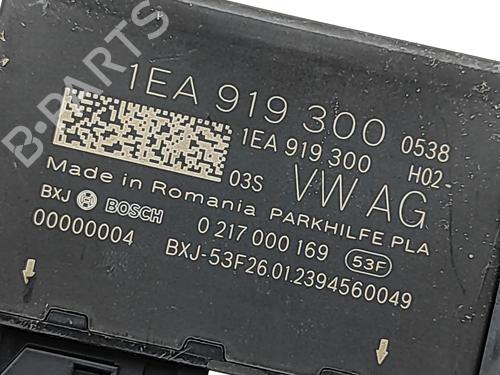 B-PARTS
1EA 919 300 0538
1EA 919 300 H02
03S VW AG
Made in Romania PARKHILFE PLA
BXJ BOSCH 0 217 000 169 53F
00000004 BXJ-53F26.01.2394560049